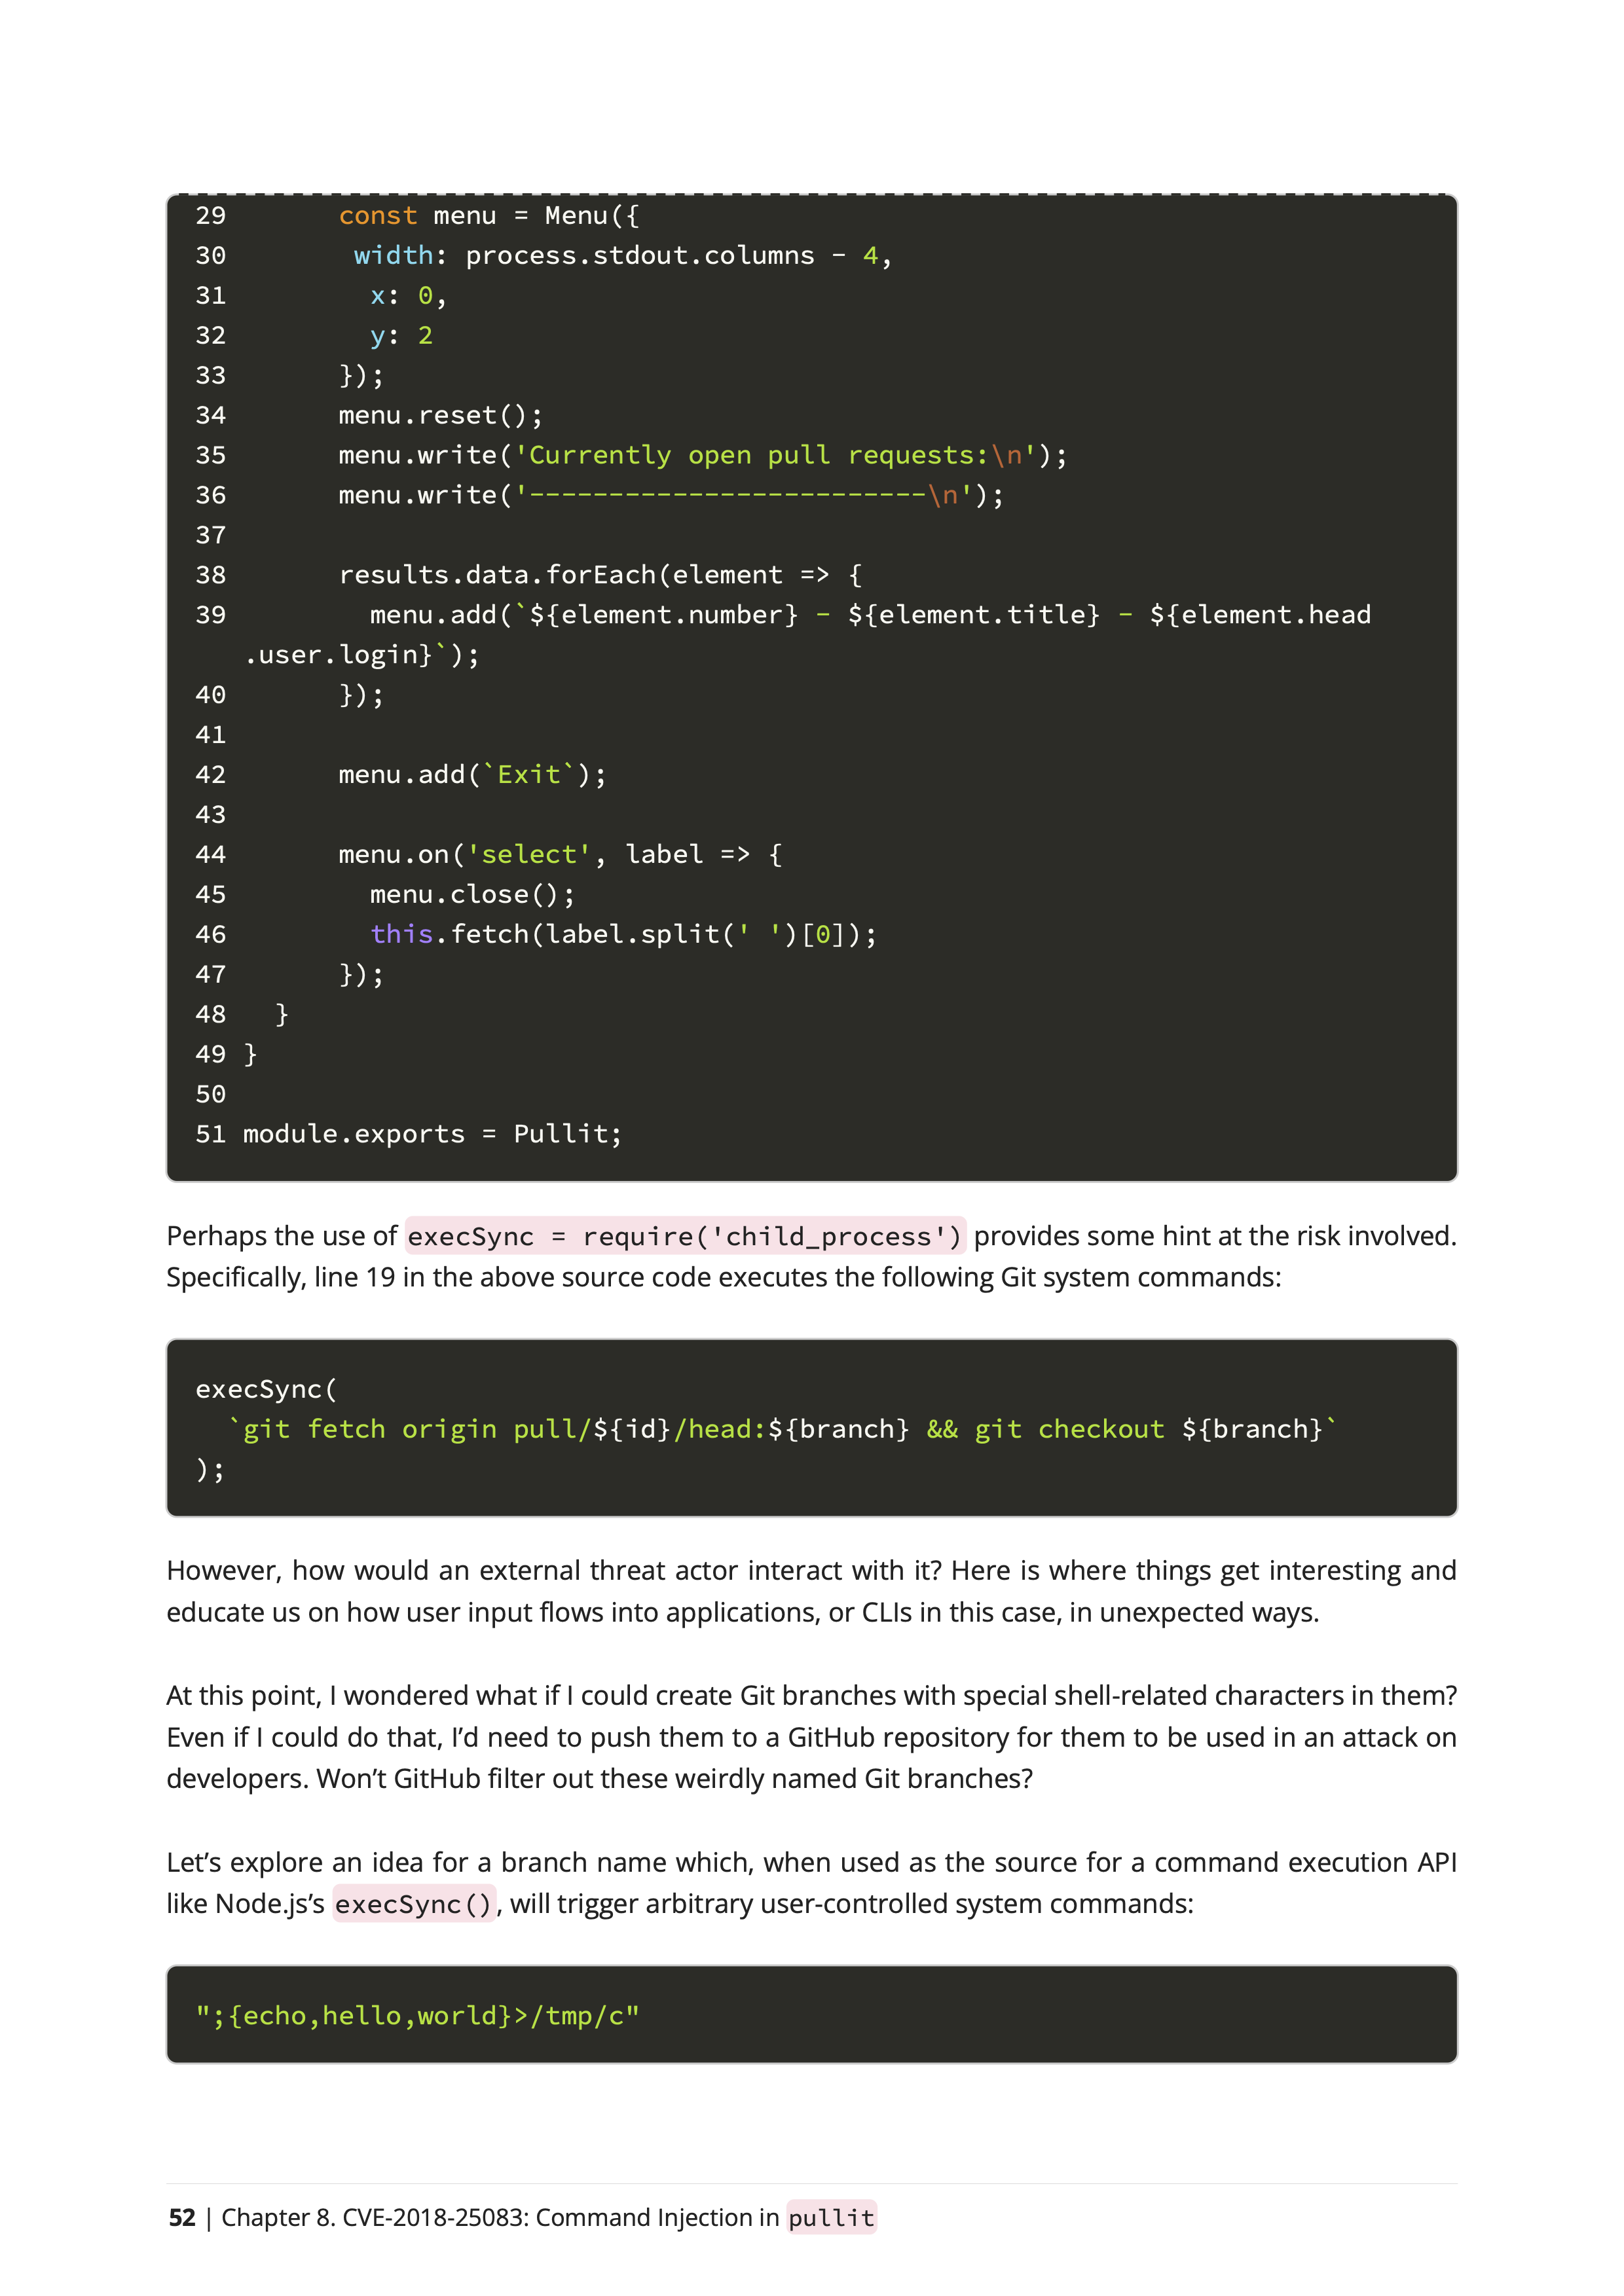 29       const menu = Menu({
30        width: process.stdout.columns - 4,
31         x: 0,
32         y: 2
33       });
34       menu.reset();
35       menu.write('Currently open pull requests:\n');
36       menu.write('-------------------------\n');
37
38       results.data.forEach(element => {
39         menu.add(`${element.number} - ${element.title} - ${element.head
.user.login}`);
40       });
41
42       menu.add(`Exit`);
43
44       menu.on('select', label => {
45         menu.close();
46         this.fetch(label.split(' ')[0]);
47       });
48   }
49 }
50
51 module.exports = Pullit;
Perhaps the use of execSync = require('child_process') provides some hint at the risk involved.
Specifically, line 19 in the above source code executes the following Git system commands:
execSync(
  `git fetch origin pull/${id}/head:${branch} && git checkout ${branch}`
);
However, how would an external threat actor interact with it? Here is where things get interesting and
educate us on how user input flows into applications, or CLIs in this case, in unexpected ways.
At this point, I wondered what if I could create Git branches with special shell-related characters in them?
Even if I could do that, I’d need to push them to a GitHub repository for them to be used in an attack on
developers. Won’t GitHub filter out these weirdly named Git branches?
Let’s explore an idea for a branch name which, when used as the source for a command execution API
like Node.js’s execSync(), will trigger arbitrary user-controlled system commands:
";{echo,hello,world}>/tmp/c"
52 | Chapter 8. CVE-2018-25083: Command Injection in pullit